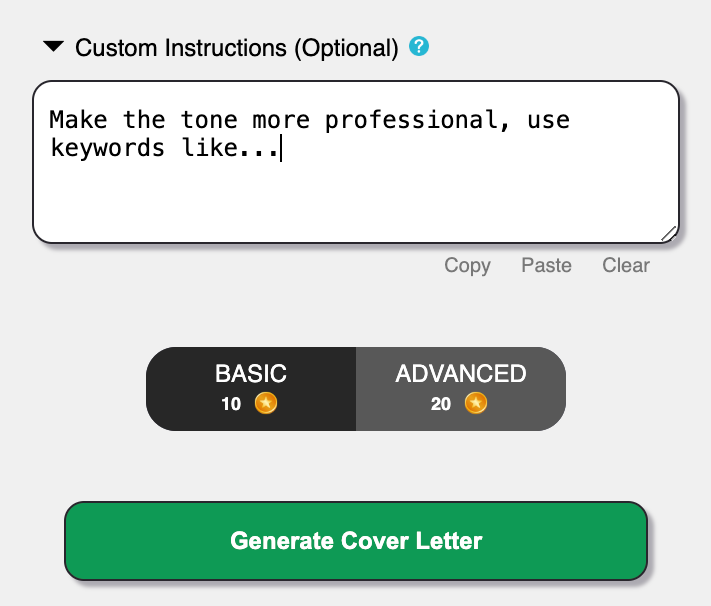 Custom Instructions (Optional) ?
Make the tone more professional, use
keywords like...
Copy Paste Clear
BASIC ADVANCED
10 20
Generate Cover Letter